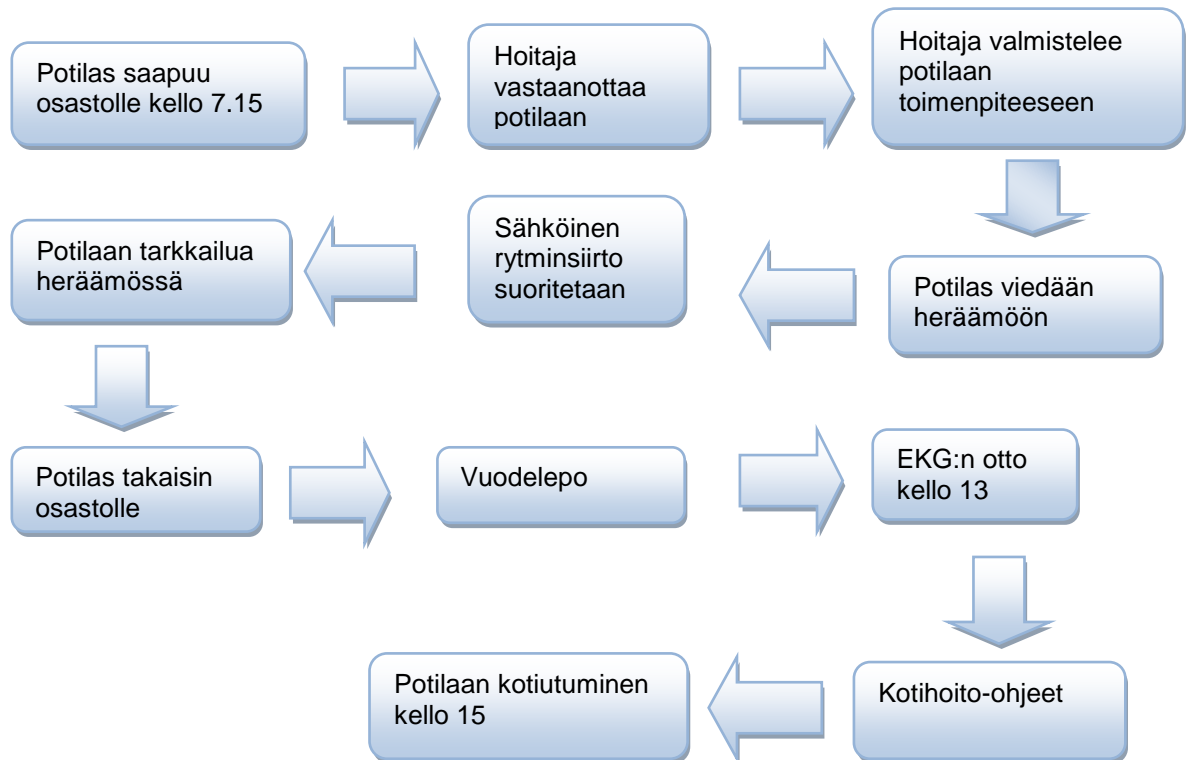 Potilas saapuu
osastolle kello 7.15
Hoitaja
vastaanottaa
potilaan
Hoitaja valmistelee
potilaan
toimenpiteeseen
Potilas viedään
heräämöön
Sähköinen
rytminsiirto
suoritetaan
Potilaan tarkkailua
heräämössä
Potilas takaisin
osastolle
Vuodelepo
EKG:n otto
kello 13
Kotihoito-ohjeet
Potilaan kotiutuminen
kello 15